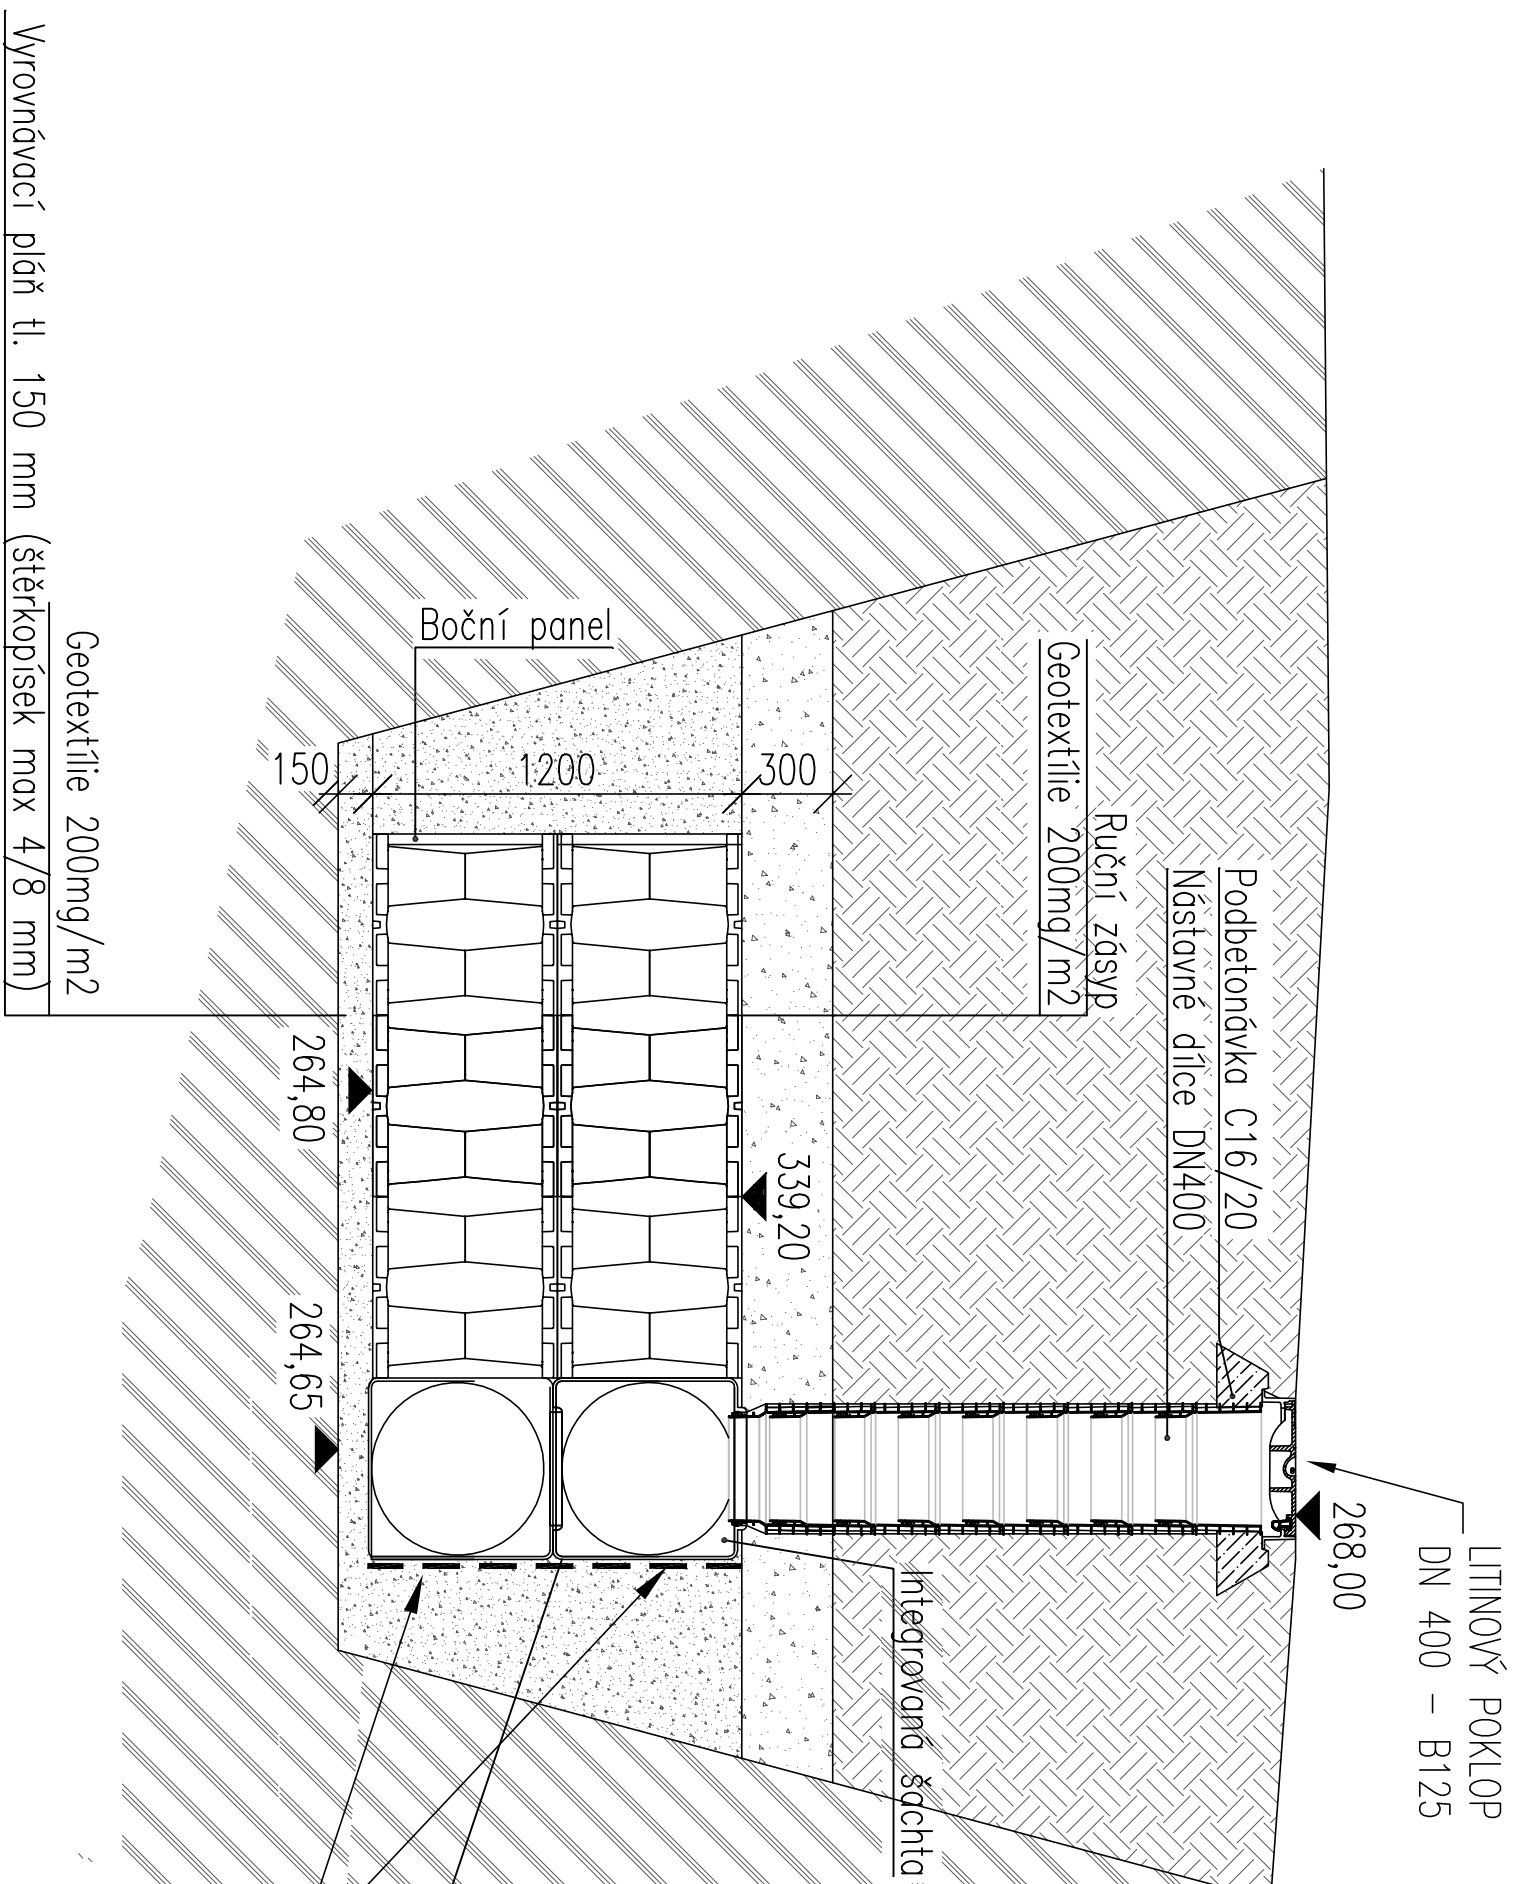 LITINOVÝ POKLOP
DN 400 - B125
268,00
Podbetonávka C16/20
Nástavné dílce DN400
Ruční zásyp
Geotextílie 200mg/m2
Integrovaná šachta
339,20
300
1200
150
Boční panel
264,80
264,65
Geotextílie 200mg/m2
Vyrovnávací pláň tl. 150 mm (štěrkopísek max 4/8 mm)